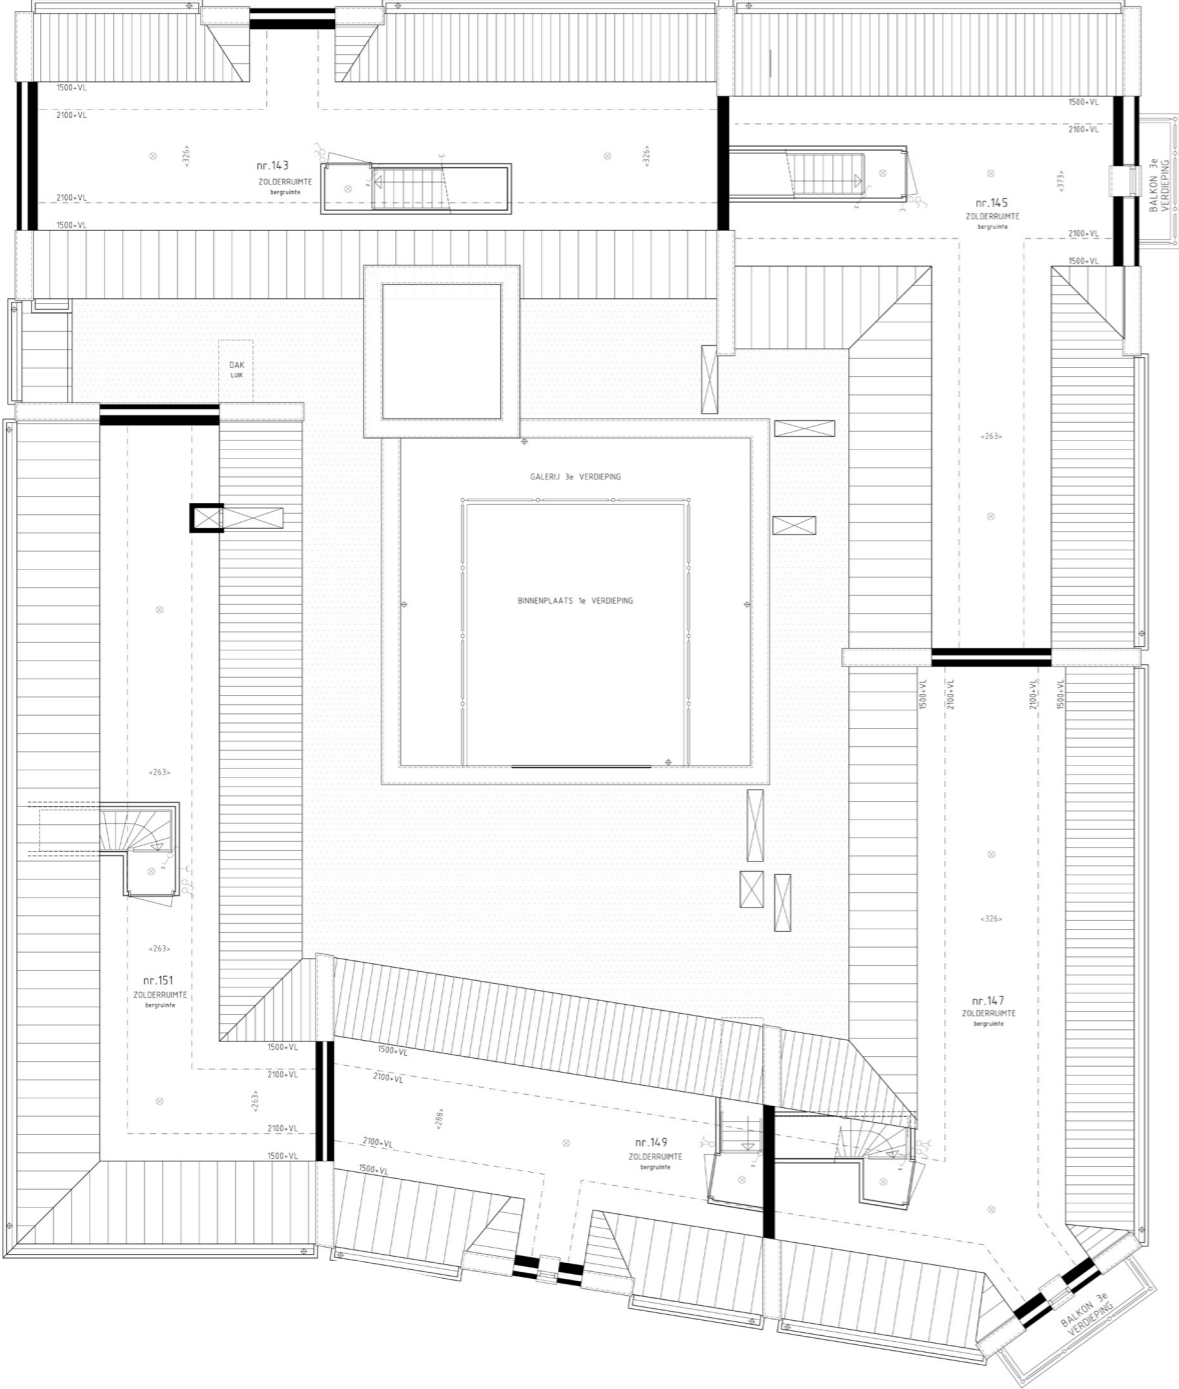 1500+VL
2100+VL
<326>
nr.143
ZOLDERRUIMTE
bergruimte
<326>
2100+VL
1500+VL
1500+VL
2100+VL
<373>
nr.145
ZOLDERRUIMTE
bergruimte
2100+VL
1500+VL
BALKON 3e
VERDIEPING
DAK
LUIK
<263>
GALERIJ 3e VERDIEPING
BINNENPLAATS 1e VERDIEPING
1500+VL
2100+VL
2100+VL
1500+VL
<263>
<263>
nr.151
ZOLDERRUIMTE
bergruimte
<326>
nr.147
ZOLDERRUIMTE
bergruimte
1500+VL
2100+VL
<263>
2100+VL
1500+VL
1500+VL
2100+VL
<288>
2100+VL
1500+VL
nr.149
ZOLDERRUIMTE
bergruimte
BALKON 3e
VERDIEPING